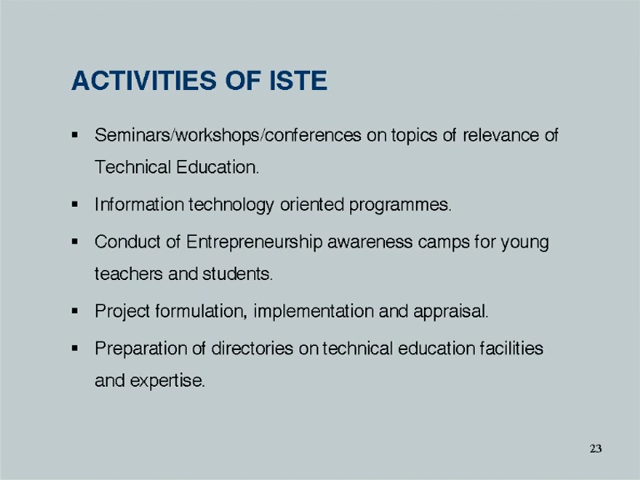 ACTIVITIES OF ISTE
▪ Seminars/workshops/conferences on topics of relevance of
Technical Education.
▪ Information technology oriented programmes.
▪ Conduct of Entrepreneurship awareness camps for young
teachers and students.
▪ Project formulation, implementation and appraisal.
▪ Preparation of directories on technical education facilities
and expertise.
23